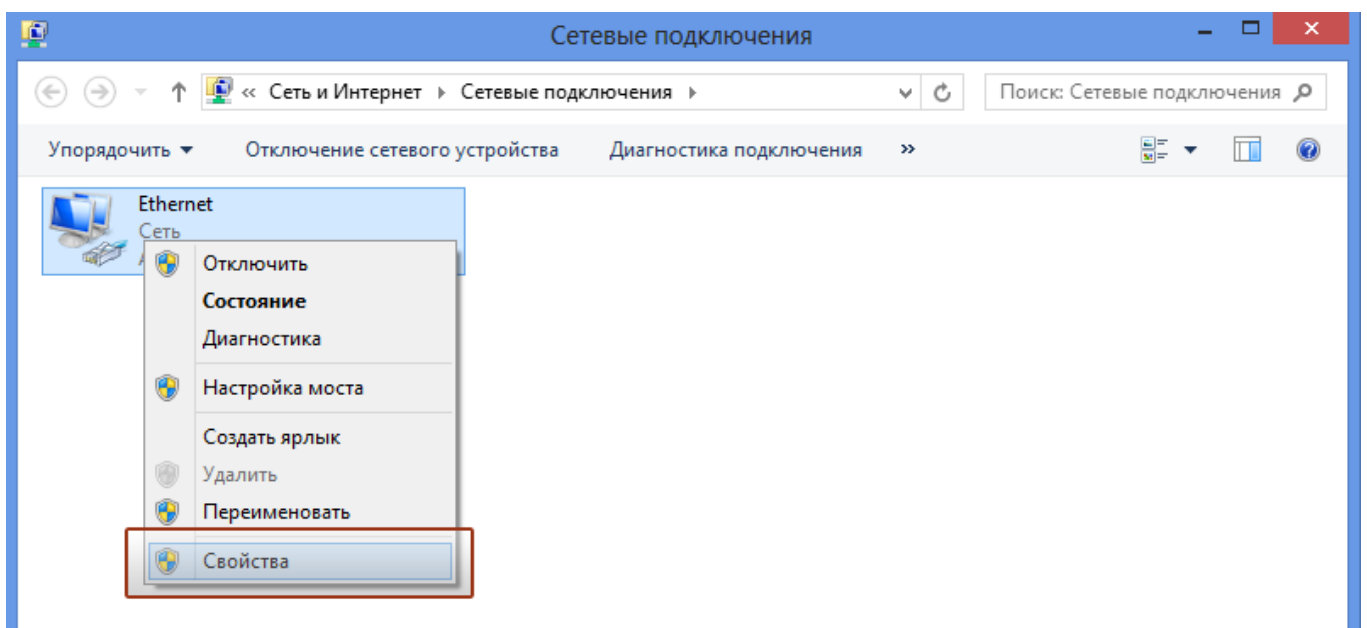 Сетевые подключения
« Сеть и Интернет Сетевые подключения Поиск: Сетевые подключения
Упорядочить Отключение сетевого устройства Диагностика подключения »
Ethernet
Сеть
Отключить
Состояние
Диагностика
Настройка моста
Создать ярлык
Удалить
Переименовать
Свойства